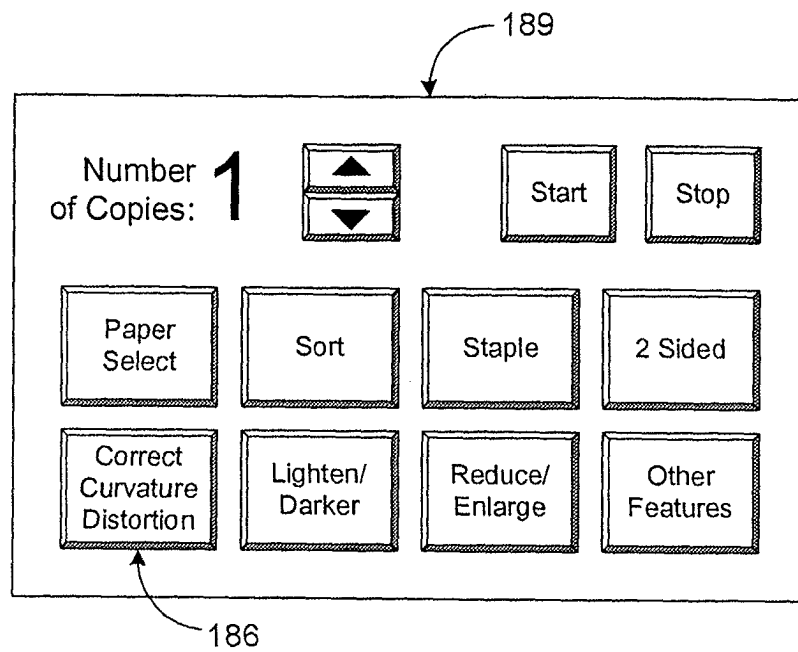 189
Number
of Copies: 1
Start
Stop
Paper
Select
Sort
Staple
2 Sided
Correct
Curvature
Distortion
Lighten/
Darker
Reduce/
Enlarge
Other
Features
186